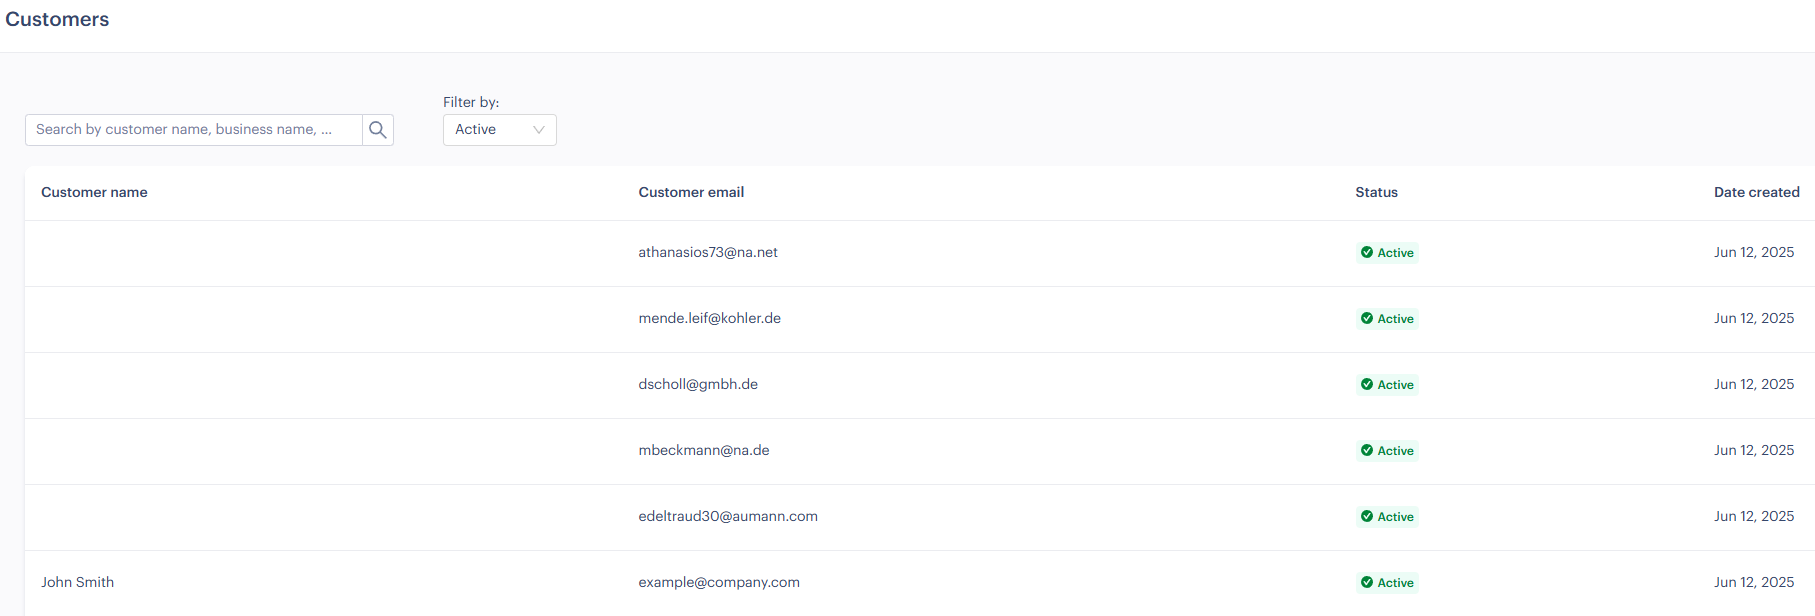 Customers
Filter by:
Search by customer name, business name, ...
Active
Customer name Customer email Status Date created
athanasios73@na.net Active Jun 12, 2025
mende.leif@kohler.de Active Jun 12, 2025
dscholl@gmbh.de Active Jun 12, 2025
mbeckmann@na.de Active Jun 12, 2025
edeltraud30@aumann.com Active Jun 12, 2025
John Smith example@company.com Active Jun 12, 2025